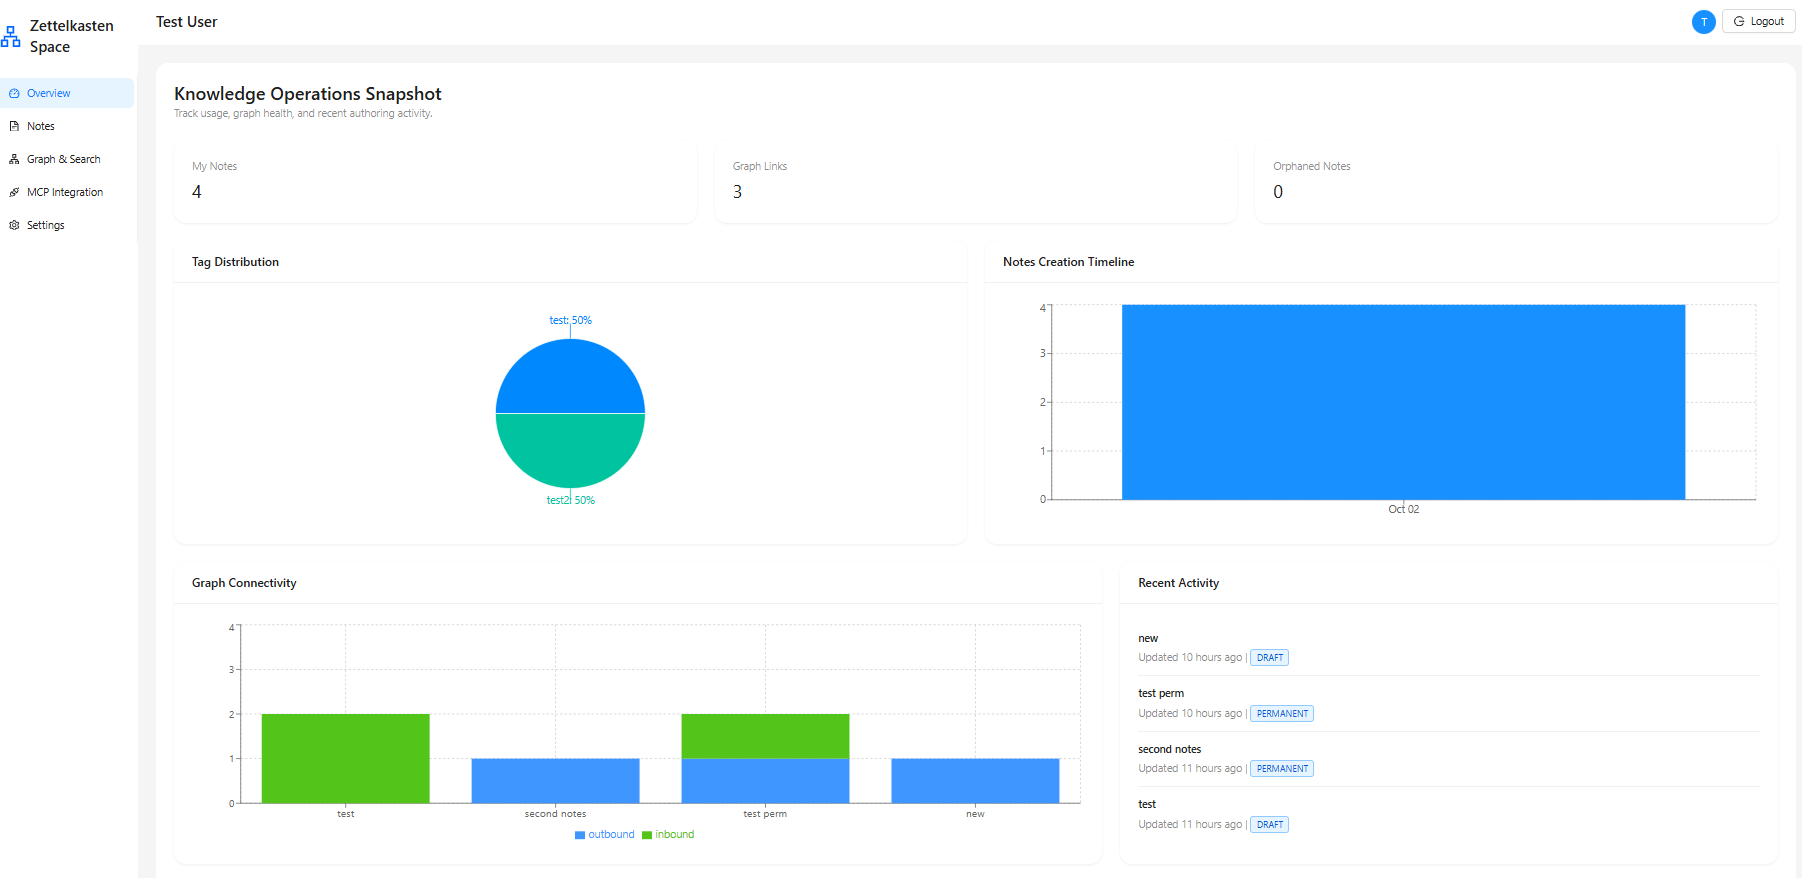 Zettelkasten
Space
Test User
T
Logout
Overview
Notes
Graph & Search
MCP Integration
Settings
Knowledge Operations Snapshot
Track usage, graph health, and recent authoring activity.
My Notes
4
Graph Links
3
Orphaned Notes
0
Tag Distribution
test: 50%
test2: 50%
Notes Creation Timeline
4
3
2
1
0
Oct 02
Graph Connectivity
4
3
2
1
0
test
second notes
test perm
new
outbound
inbound
Recent Activity
new
Updated 10 hours ago | DRAFT
test perm
Updated 10 hours ago | PERMANENT
second notes
Updated 11 hours ago | PERMANENT
test
Updated 11 hours ago | DRAFT